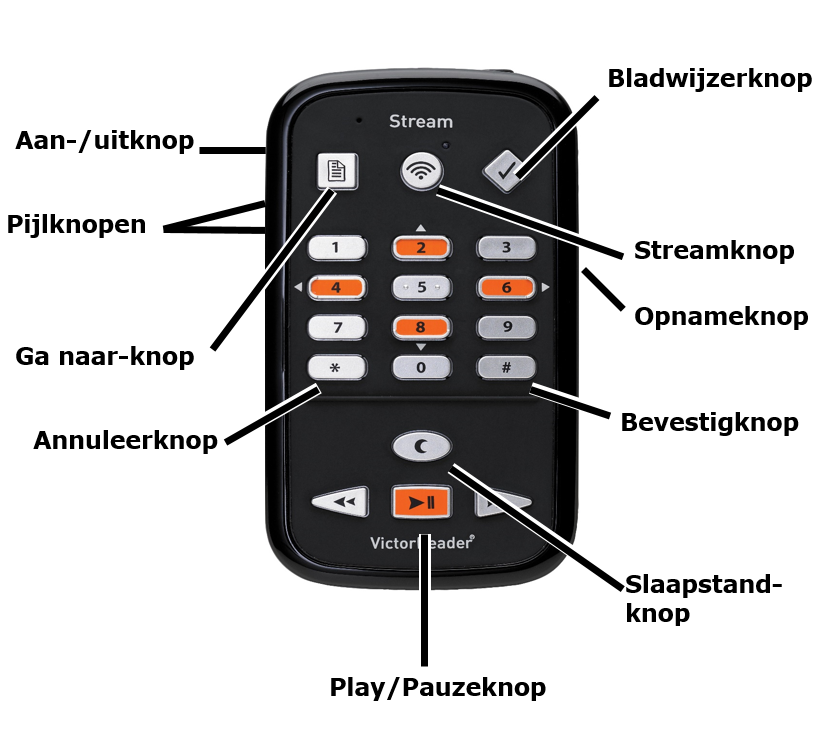 Bladwijzerknop
Stream
Aan-/uitknop
Pijlknopen
1 2 3
Streamknop
4 5 6
Opnameknop
7 8 9
Ga naar-knop
* 0 #
Bevestigknop
Annuleerknop
VictorReader®
Slaapstand-
knop
Play/Pauzeknop